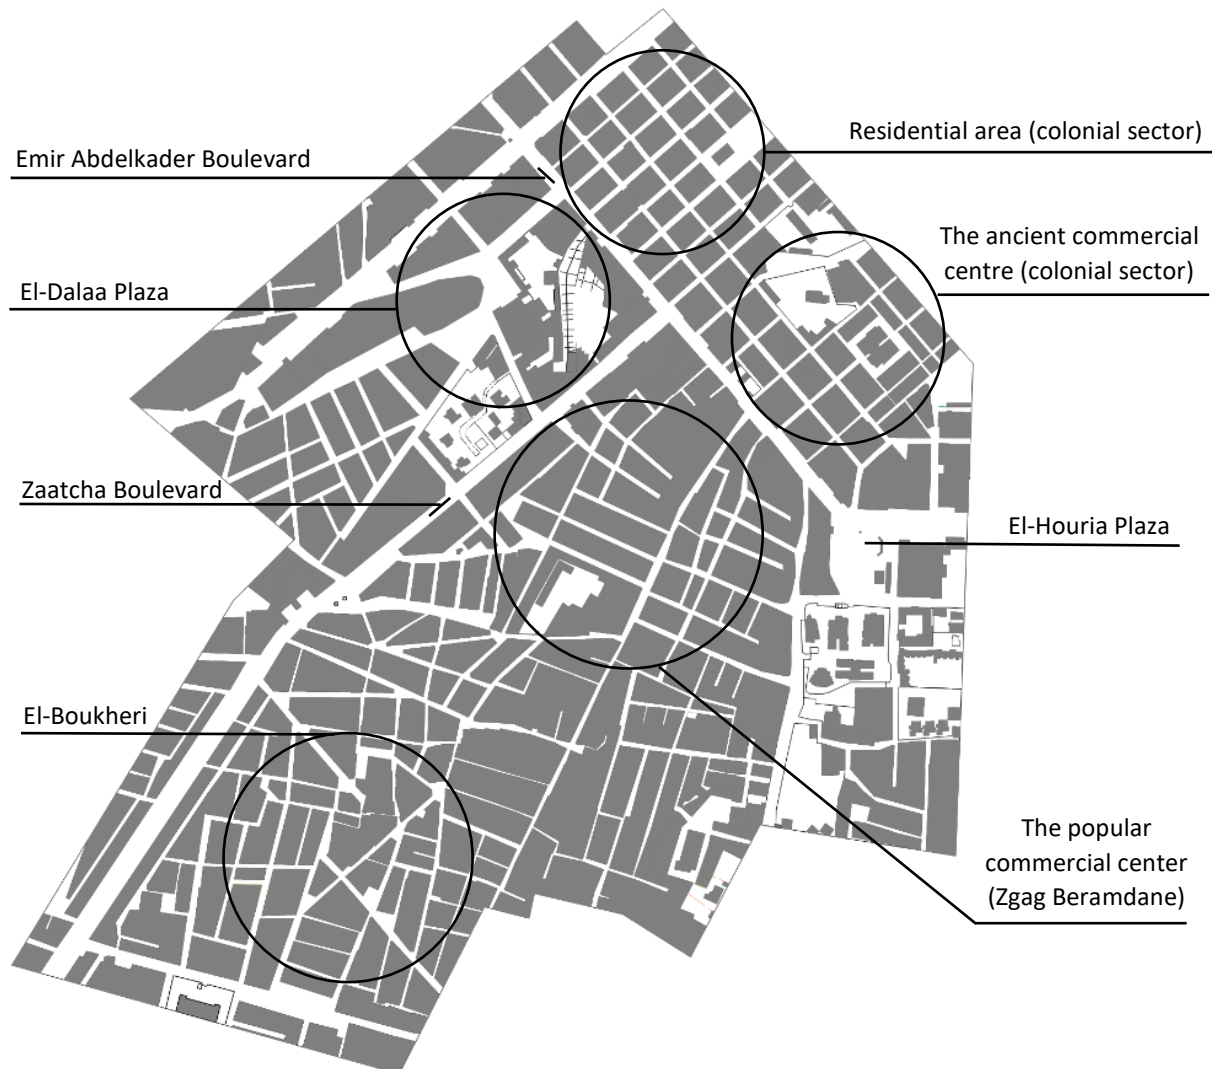 Residential area (colonial sector)
Emir Abdelkader Boulevard
The ancient commercial
centre (colonial sector)
El-Dalaa Plaza
Zaatcha Boulevard
El-Houria Plaza
El-Boukheri
The popular
commercial center
(Zgag Beramdane)